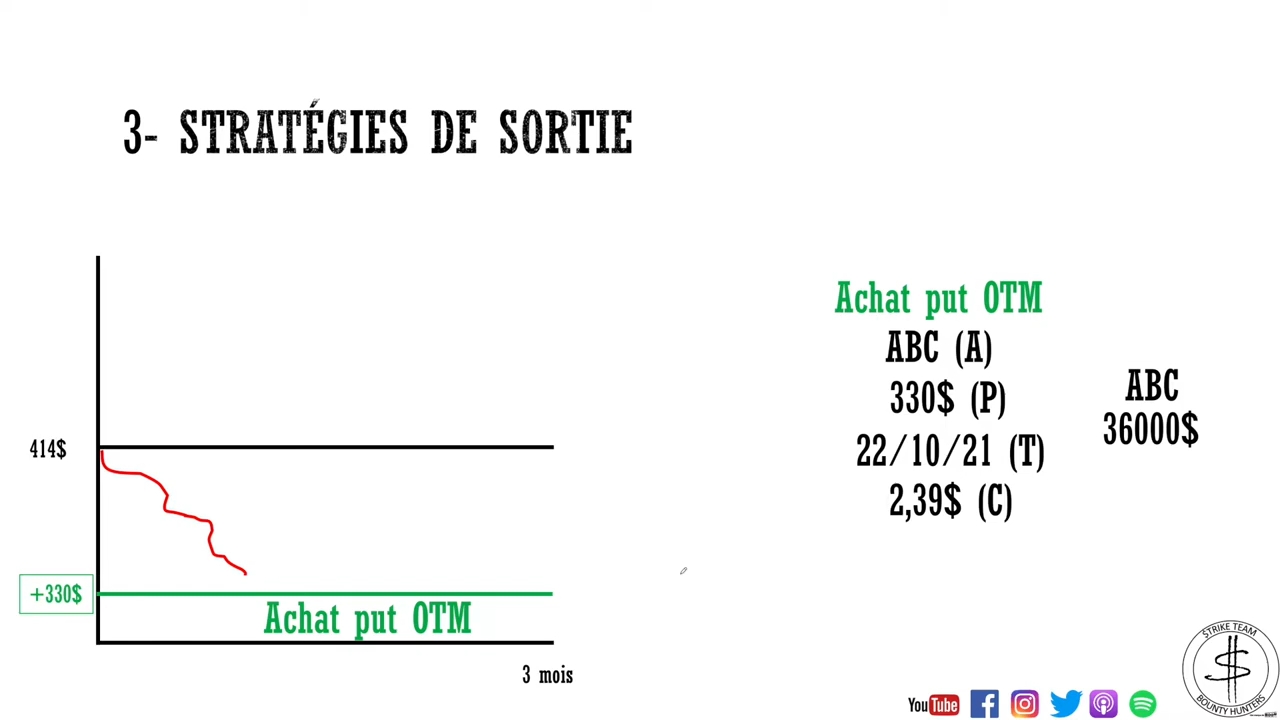 3- STRATÉGIES DE SORTIE
414$
+330$
Achat put OTM
3 mois
Achat put OTM
ABC (A)
330$ (P)
22/10/21 (T)
2,39$ (C)
ABC
36000$
YouTube
STRIKE TEAM
BOUNTY HUNTERS